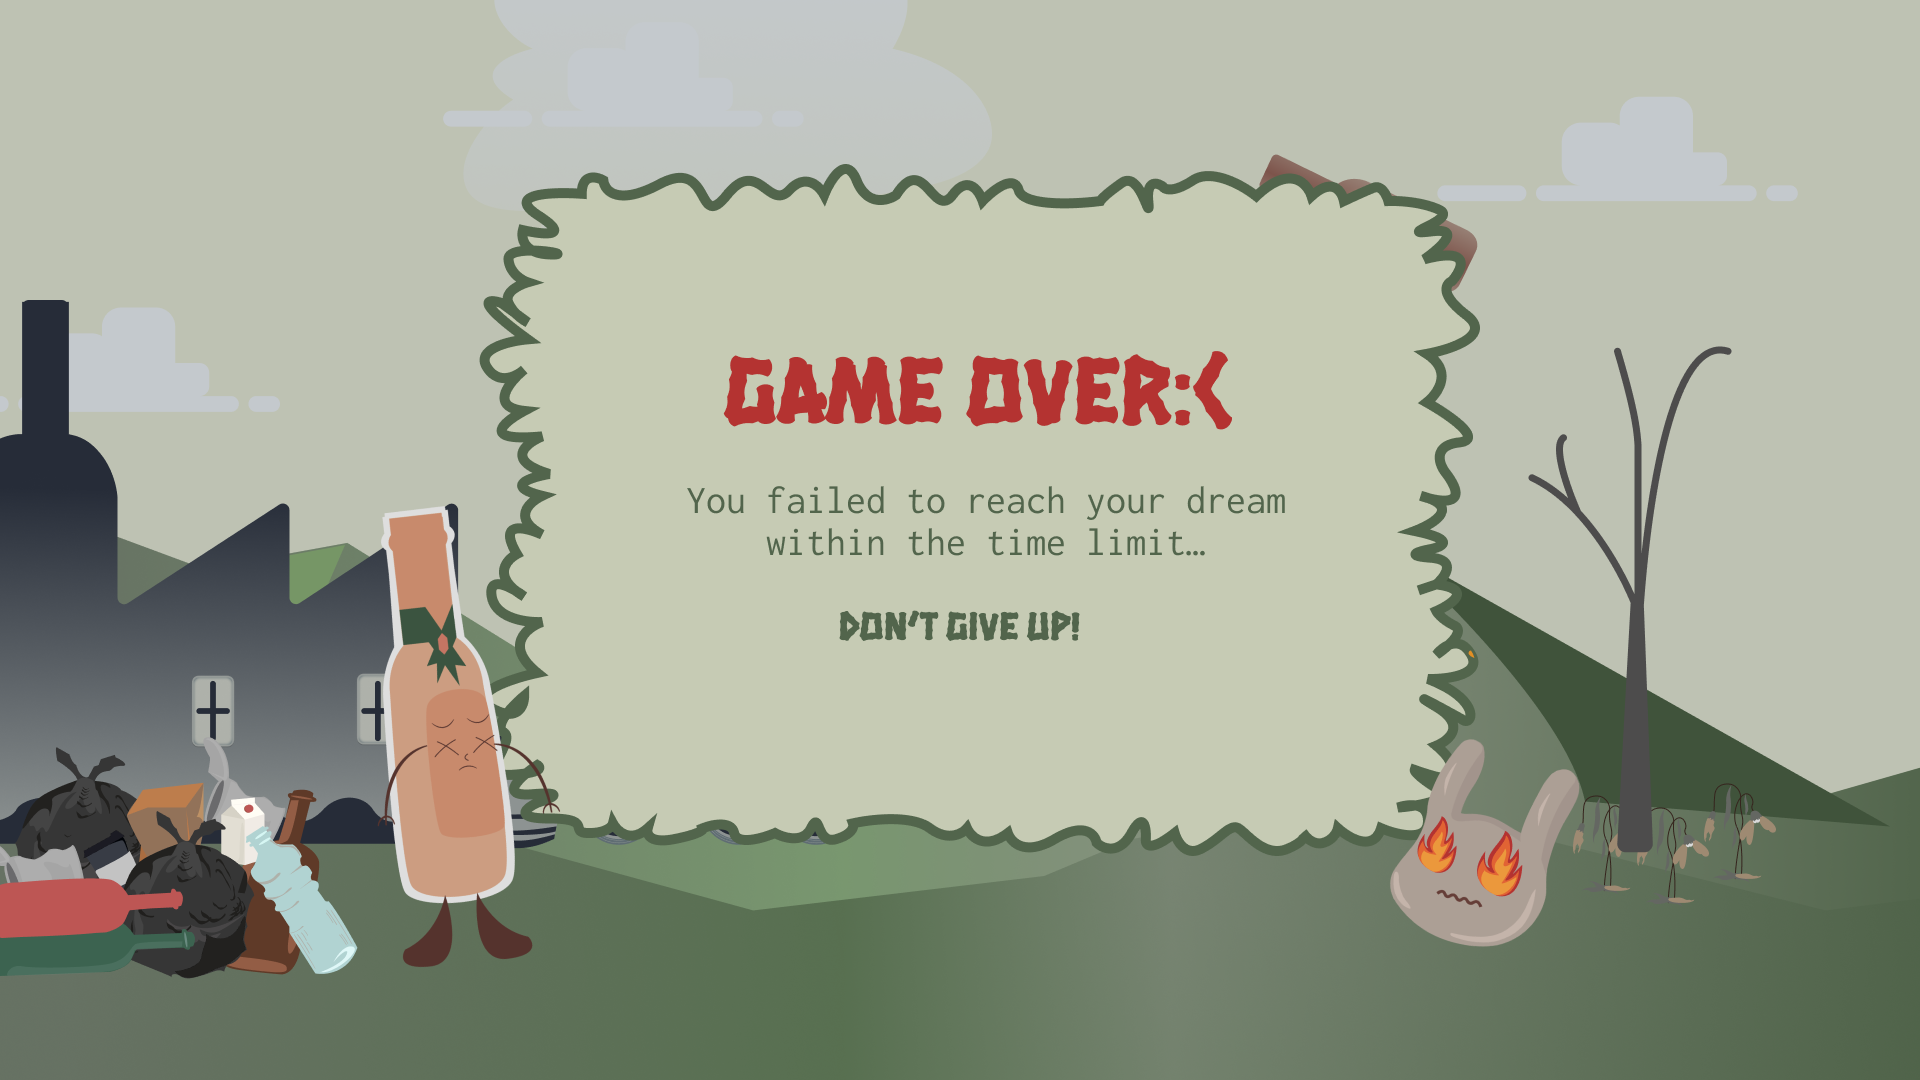 GAME OVER:(
You failed to reach your dream
within the time limit…
DON'T GIVE UP!